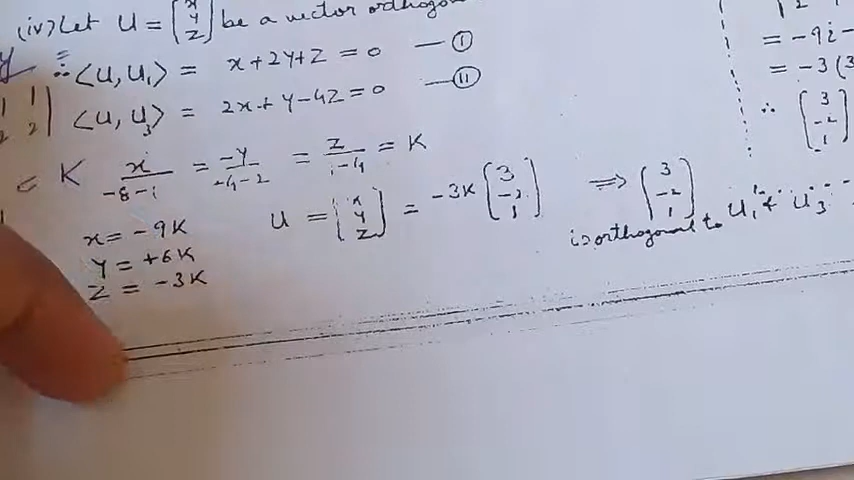 (iv) Let U = [x y z] be a vector orthogo
∴ <U, U₁> = x + 2y + z = 0 — (I)
<U, U₃> = 2x + y - 4z = 0 — (II)
x/(-8-1) = -y/(-4-2) = z/(1-4) = K
x = -9K
y = +6K
z = -3K
U = [x y z] = -3K [3 -2 1] ⟹ [3 -2 1]
is orthogonal to U₁ & U₃
= -9i -
= -3(3
∴ (3 -2 1)